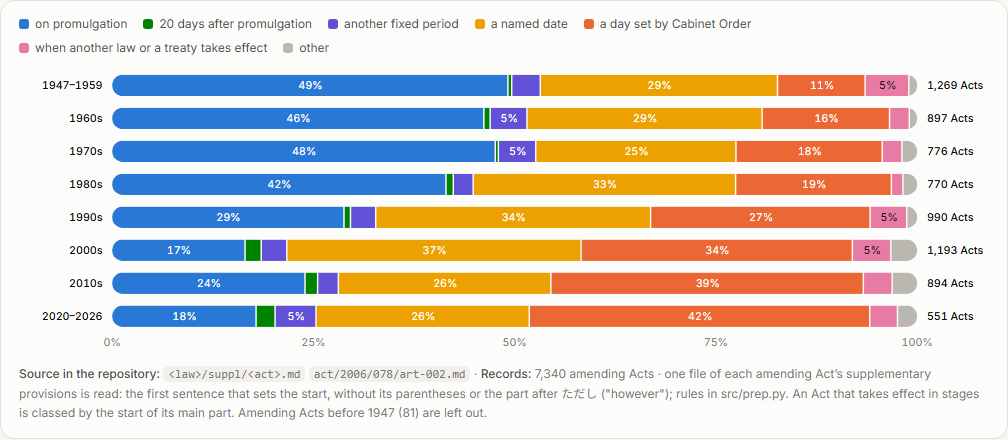 on promulgation 20 days after promulgation another fixed period a named date a day set by Cabinet Order
when another law or a treaty takes effect other
1947–1959 49% 29% 11% 5% 1,269 Acts
1960s 46% 5% 29% 16% 897 Acts
1970s 48% 5% 25% 18% 776 Acts
1980s 42% 33% 19% 770 Acts
1990s 29% 34% 27% 5% 990 Acts
2000s 17% 37% 34% 5% 1,193 Acts
2010s 24% 26% 39% 894 Acts
2020–2026 18% 5% 26% 42% 551 Acts
0% 25% 50% 75% 100%
Source in the repository: <law>/suppl/<act>.md act/2006/078/art-002.md · Records: 7,340 amending Acts · one file of each amending Act's supplementary
provisions is read: the first sentence that sets the start, without its parentheses or the part after ただし ("however"); rules in src/prep.py. An Act that takes effect in stages
is classed by the start of its main part. Amending Acts before 1947 (81) are left out.